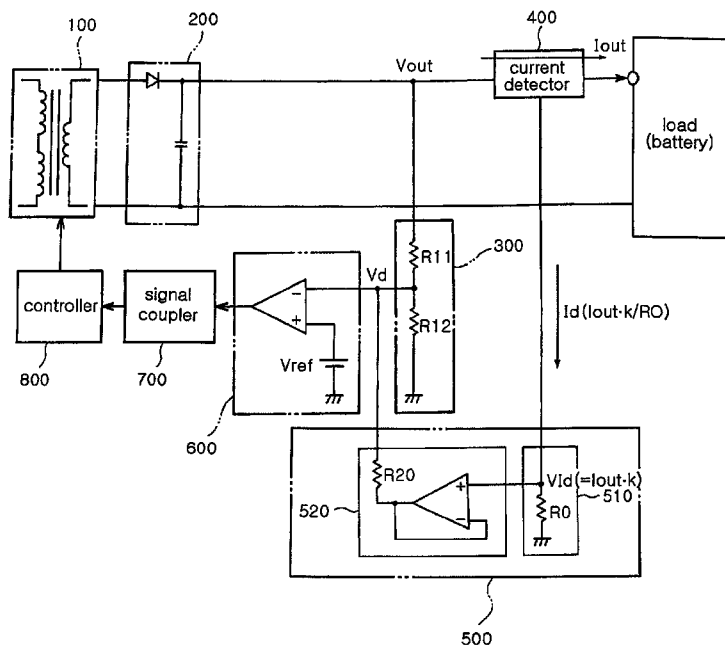 100
200
400
Vout
Iout
current
detector
load
(battery)
300
R11
Vd
R12
controller
signal
coupler
Vref
Id(Iout·k/RO)
800
700
600
R20
VId(=Iout·k)
520
R0
510
500